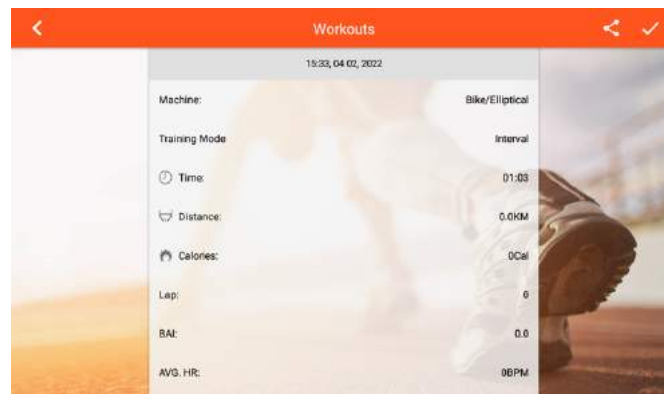 Workouts
15:33, 04 02, 2022
Machine: Bike/Elliptical
Training Mode Interval
Time: 01:03
Distance: 0.0KM
Calories: 0Cal
Lap: 0
BAI: 0.0
AVG. HR: 0BPM